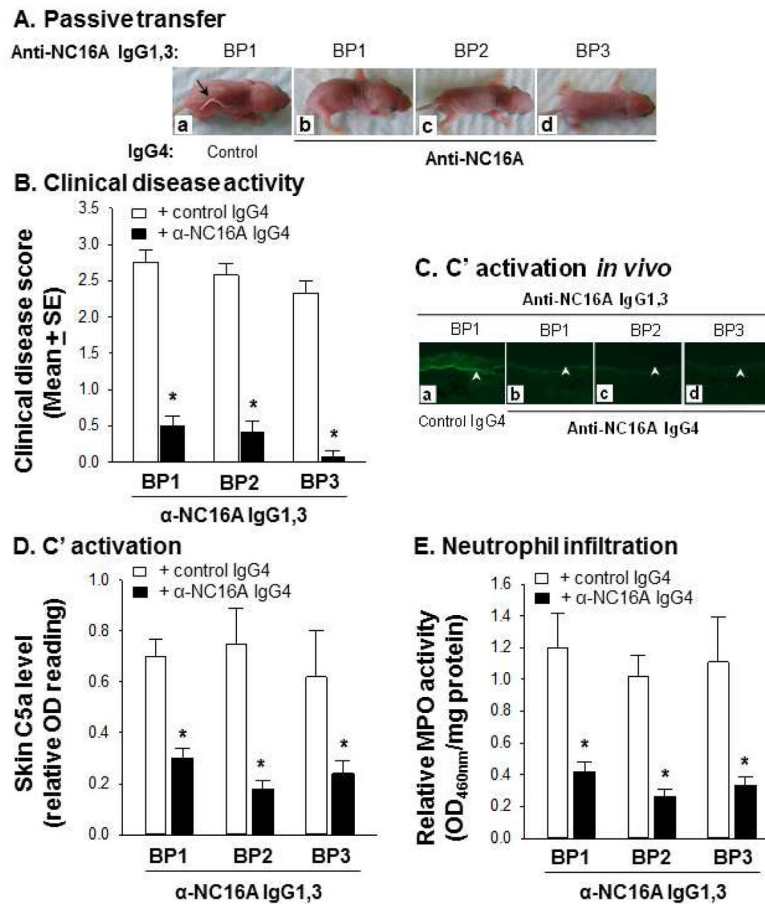 A. Passive transfer
Anti-NC16A IgG1,3: BP1 BP1 BP2 BP3
a b c d
IgG4: Control Anti-NC16A
B. Clinical disease activity
Clinical disease score
(Mean ± SE)
3.5
3.0
2.5
2.0
1.5
1.0
0.5
0.0
+ control IgG4
+ α-NC16A IgG4
* * *
BP1 BP2 BP3
α-NC16A IgG1,3
C. C' activation in vivo
Anti-NC16A IgG1,3
BP1 BP1 BP2 BP3
a b c d
Control IgG4 Anti-NC16A IgG4
D. C' activation
Skin C5a level
(relative OD reading)
1.0
0.8
0.6
0.4
0.2
0.0
+ control IgG4
+ α-NC16A IgG4
* * *
BP1 BP2 BP3
α-NC16A IgG1,3
E. Neutrophil infiltration
Relative MPO activity
(OD460nm/mg protein)
1.6
1.4
1.2
1.0
0.8
0.6
0.4
0.2
0.0
+ control IgG4
+ α-NC16A IgG4
* * *
BP1 BP2 BP3
α-NC16A IgG1,3